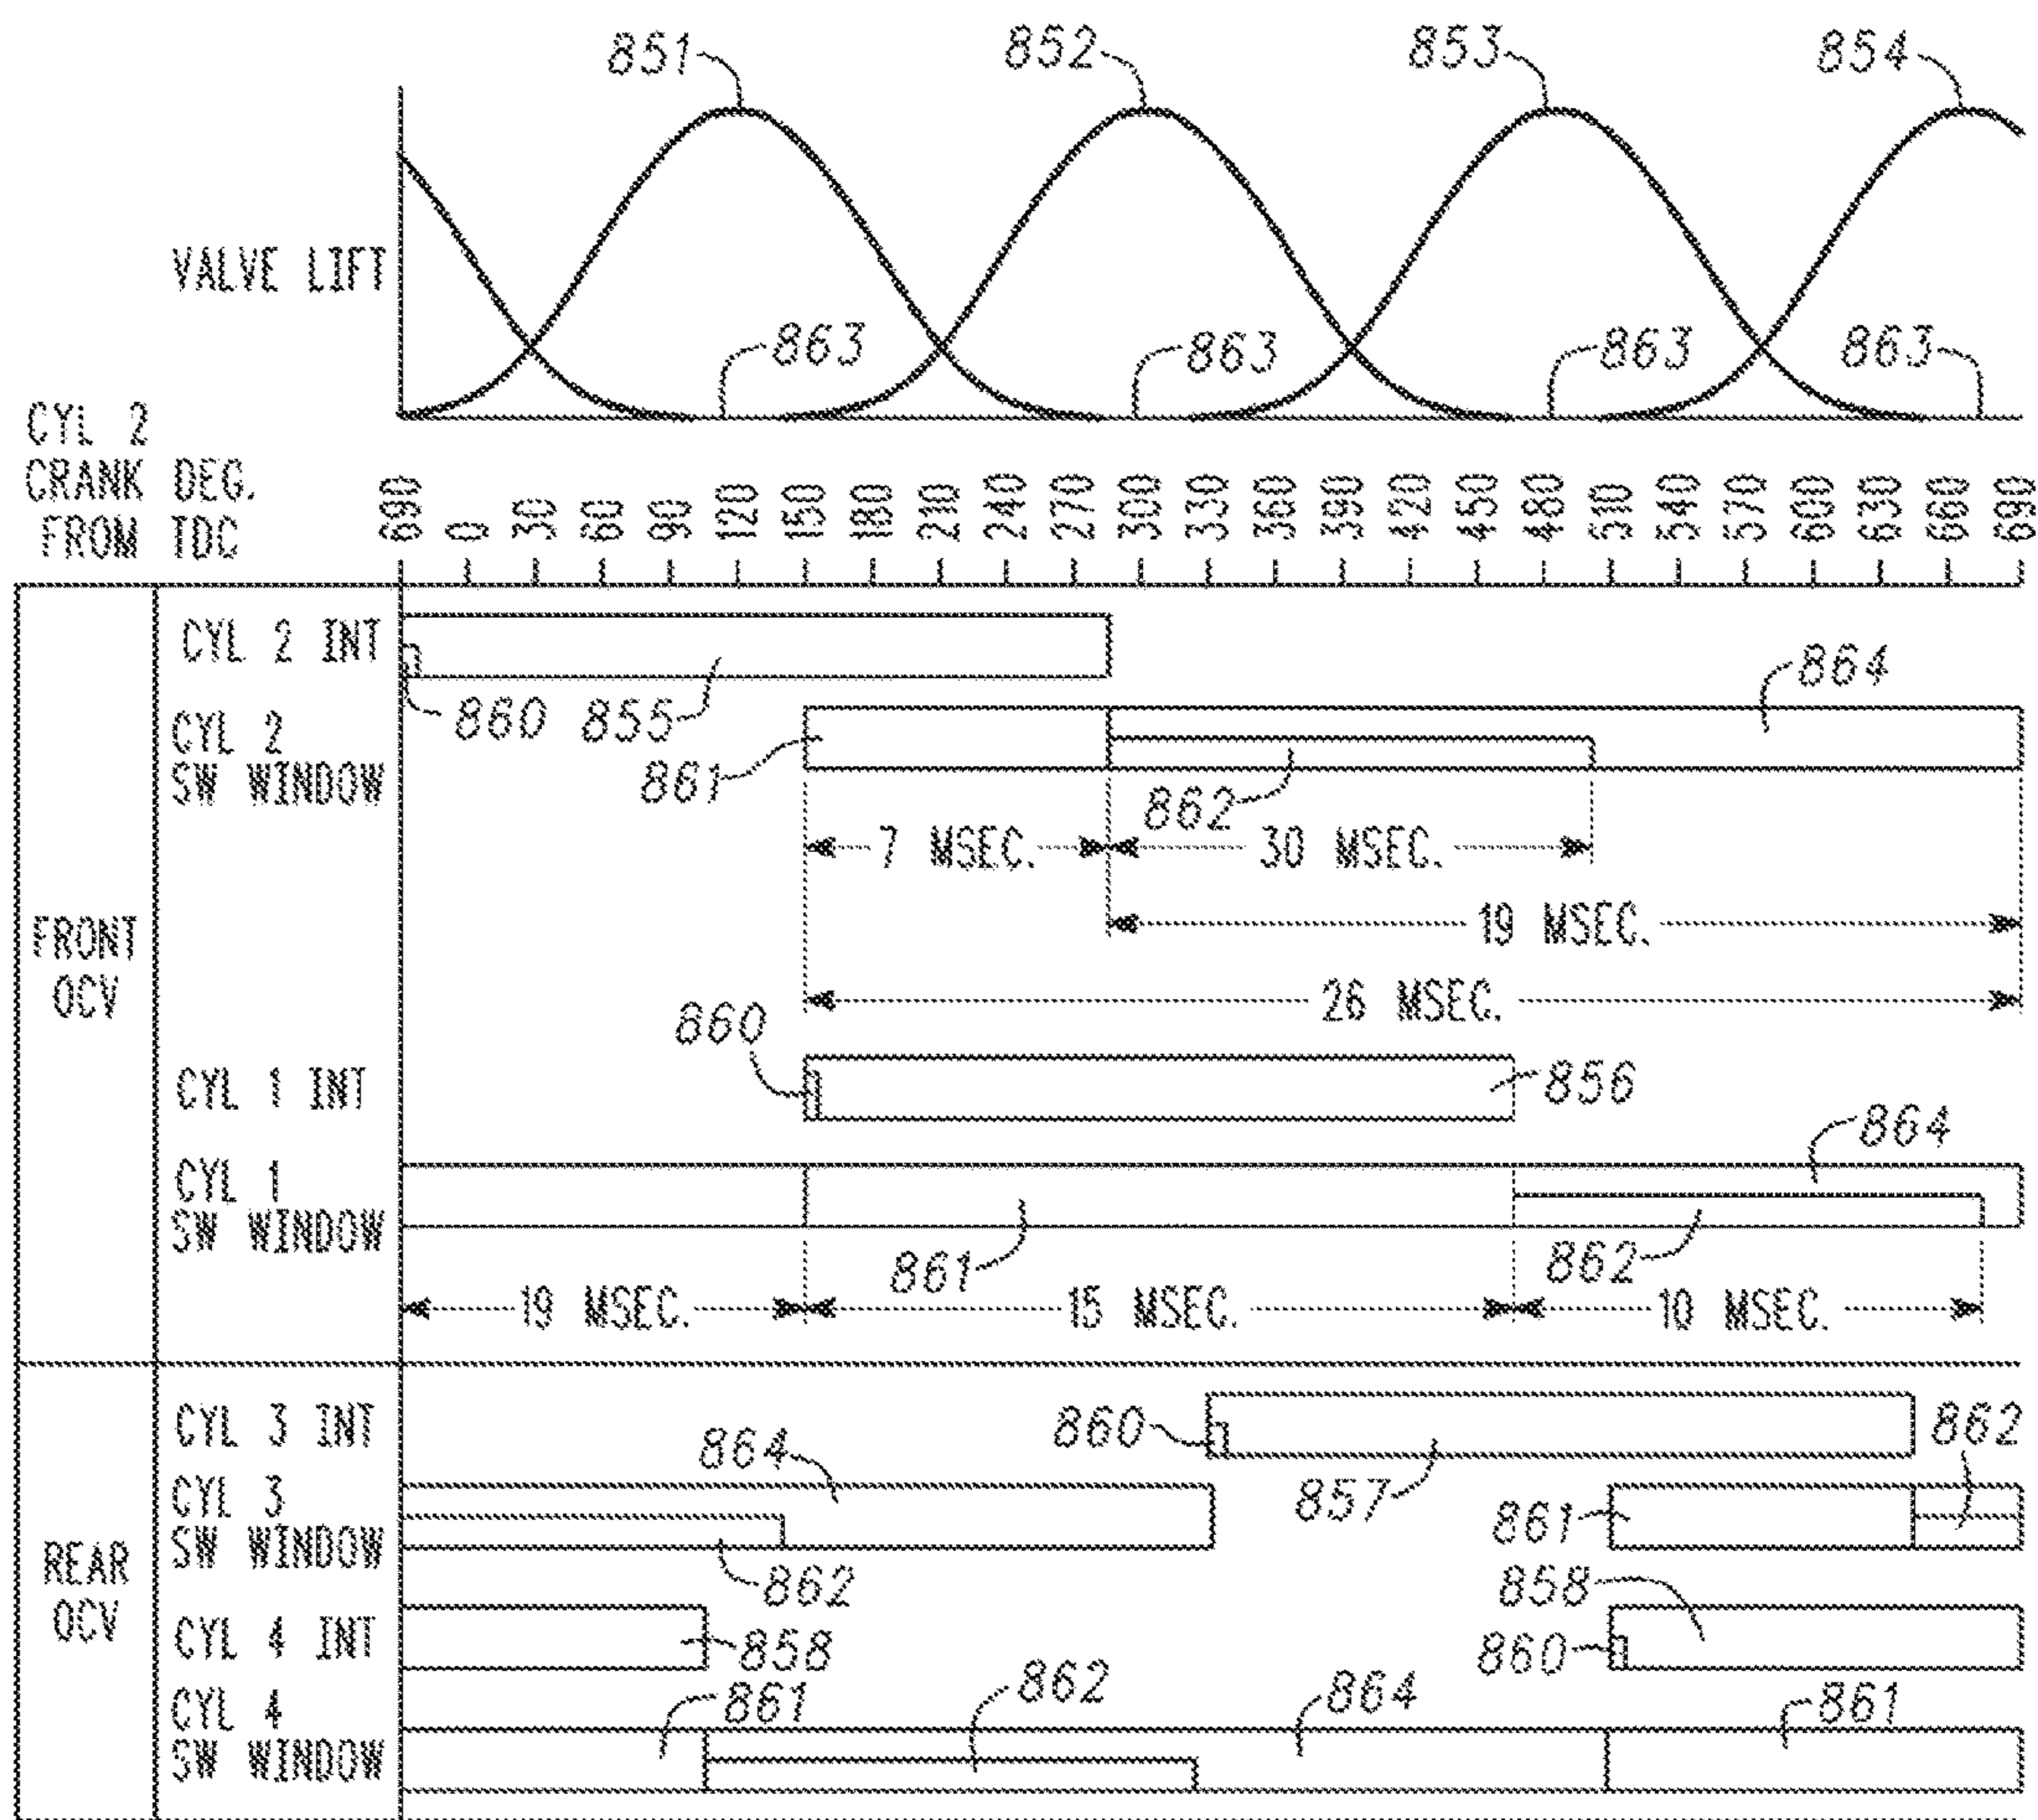 851 852 853 854
VALVE LIFT
863 863 863 863
CYL 2
CRANK DEG.
FROM TDC
690 0 30 60 90 120 150 180 210 240 270 300 330 360 390 420 450 480 510 540 570 600 630 660 690
FRONT
OCV
CYL 2 INT
860 855 864
CYL 2
SW WINDOW
861 862
7 MSEC. 30 MSEC.
19 MSEC.
26 MSEC.
860
CYL 1 INT
856
864
CYL 1
SW WINDOW
861 862
19 MSEC. 15 MSEC. 10 MSEC.
REAR
OCV
CYL 3 INT
864 860 857 862
CYL 3
SW WINDOW
862 861
858
CYL 4 INT
858 860
861 862 864 861
CYL 4
SW WINDOW